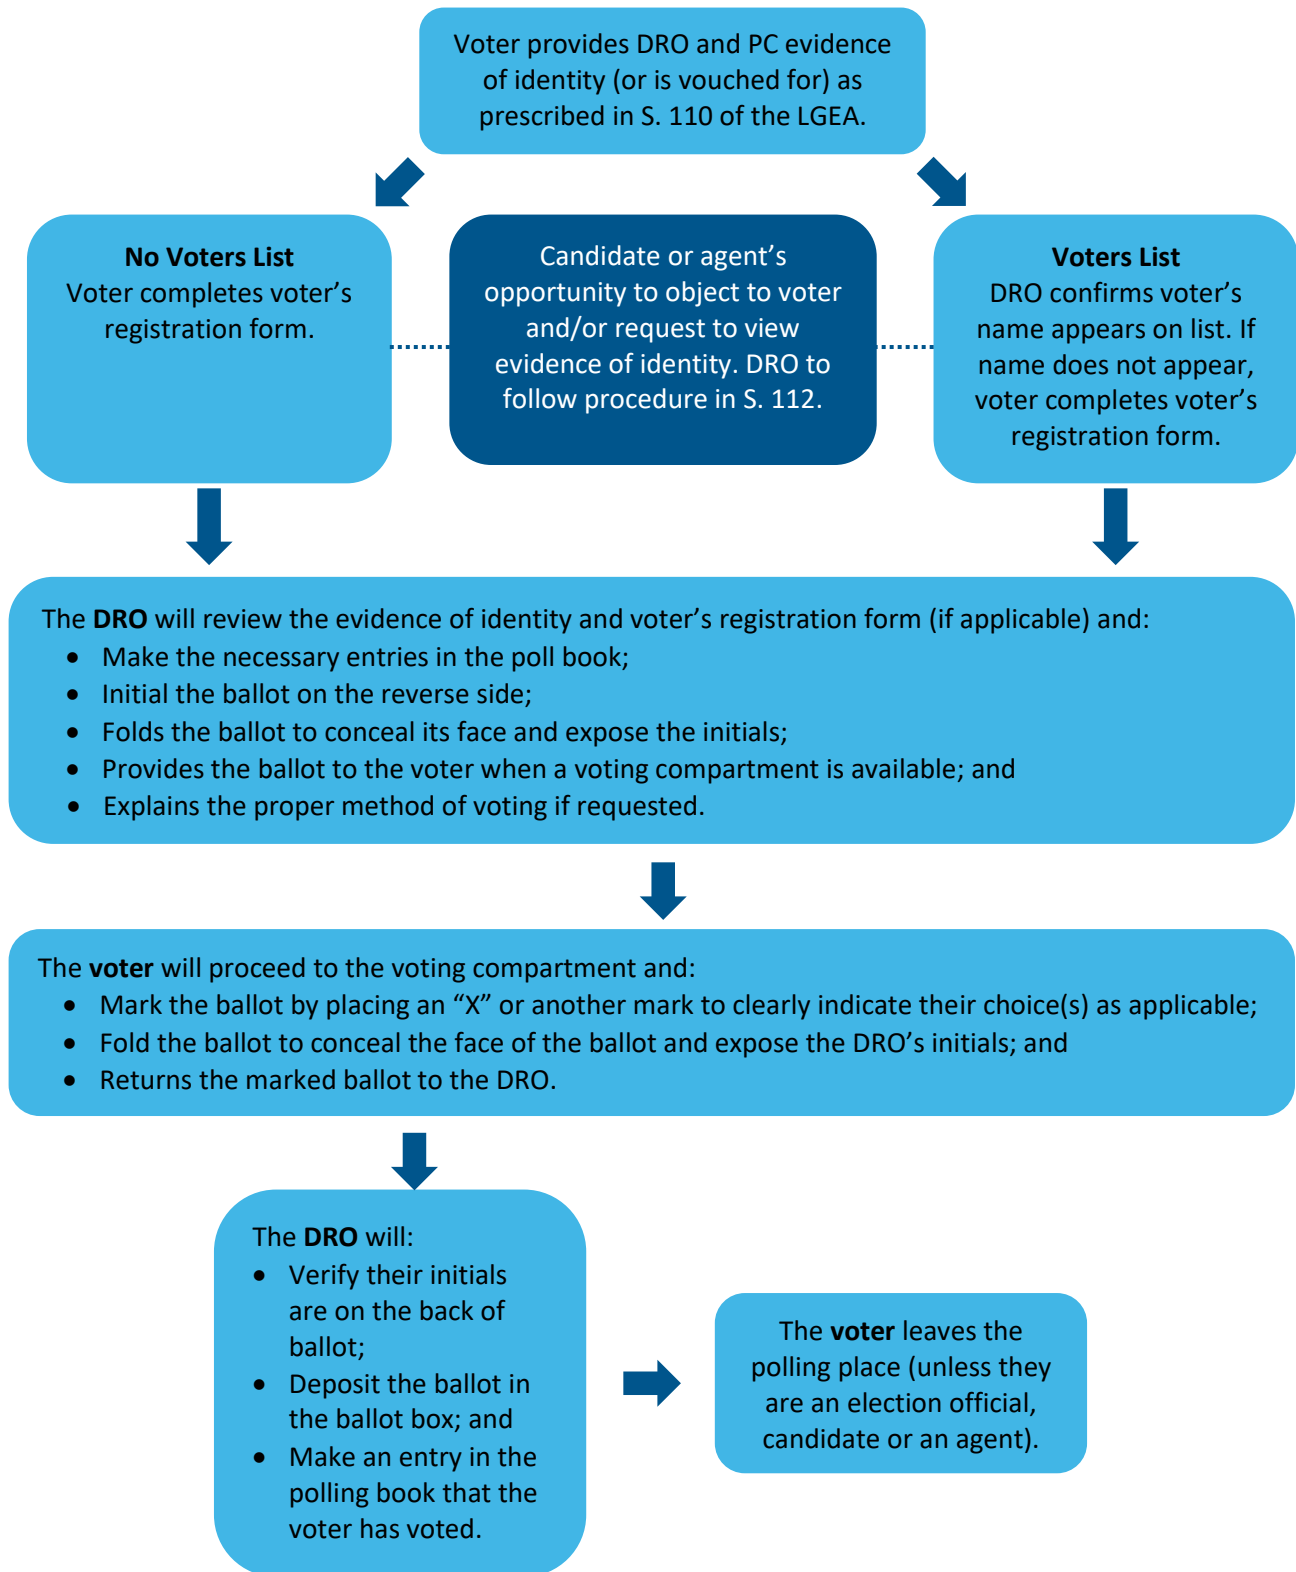 Voter provides DRO and PC evidence
of identity (or is vouched for) as
prescribed in S. 110 of the LGEA.
No Voters List
Voter completes voter’s
registration form.
Candidate or agent’s
opportunity to object to voter
and/or request to view
evidence of identity. DRO to
follow procedure in S. 112.
Voters List
DRO confirms voter’s
name appears on list. If
name does not appear,
voter completes voter’s
registration form.
The DRO will review the evidence of identity and voter’s registration form (if applicable) and:
• Make the necessary entries in the poll book;
• Initial the ballot on the reverse side;
• Folds the ballot to conceal its face and expose the initials;
• Provides the ballot to the voter when a voting compartment is available; and
• Explains the proper method of voting if requested.
The voter will proceed to the voting compartment and:
• Mark the ballot by placing an “X” or another mark to clearly indicate their choice(s) as applicable;
• Fold the ballot to conceal the face of the ballot and expose the DRO’s initials; and
• Returns the marked ballot to the DRO.
The DRO will:
• Verify their initials
are on the back of
ballot;
• Deposit the ballot in
the ballot box; and
• Make an entry in the
polling book that the
voter has voted.
The voter leaves the
polling place (unless they
are an election official,
candidate or an agent).